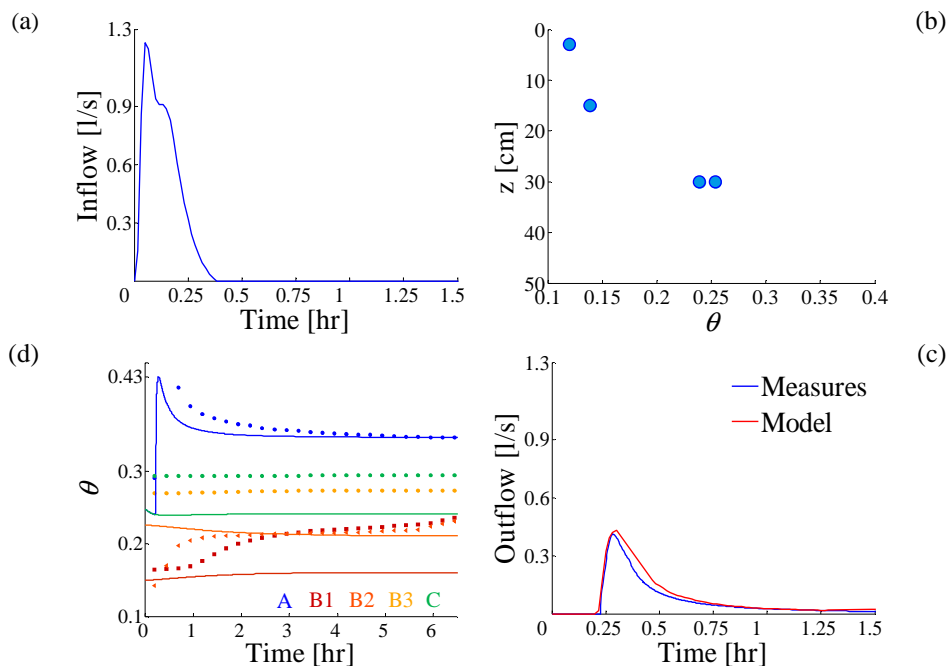 (a)
1.3
0.9
0.6
0.3
Inflow [l/s]
0 0.25 0.75 1 1.5
Time [hr]
(b)
0
10
20
30
40
50
z [cm]
0.1 0.15 0.2 0.25 0.3 0.35 0.4
θ
(d)
0.43
0.3
0.2
0.1
θ
A B1 B2 B3 C
0 1 2 3 4 5 6
Time [hr]
(c)
1.3
0.9
0.6
0.3
Outflow [l/s]
Measures
Model
0 0.25 0.5 0.75 1 1.25 1.5
Time [hr]